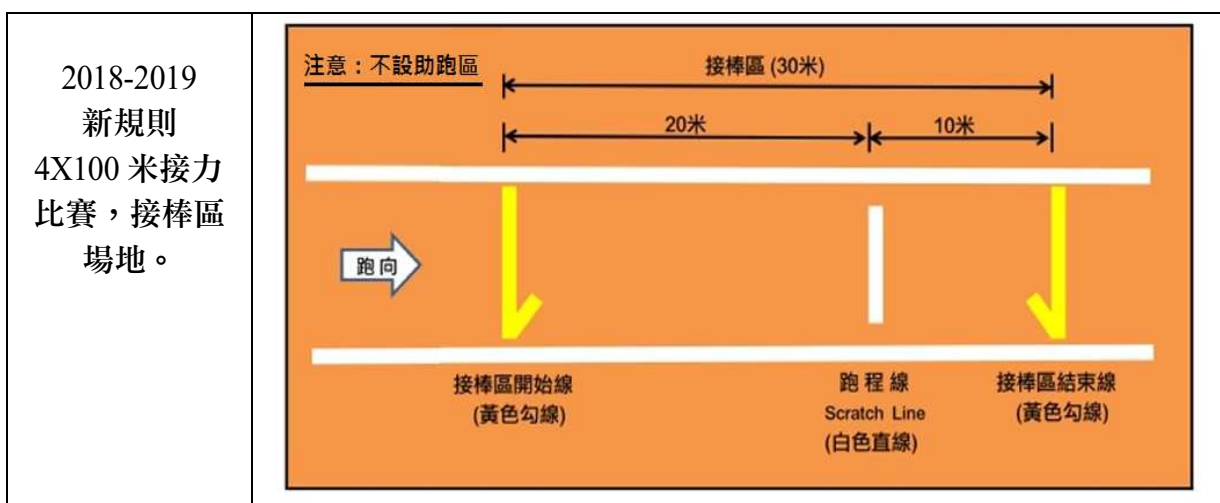 2018-2019
新規則
4X100 米接力
比賽，接棒區
場地。
注意：不設助跑區
接棒區 (30米)
20米
10米
跑向
接棒區開始線
(黃色勾線)
跑 程 線
Scratch Line
(白色直線)
接棒區結束線
(黃色勾線)